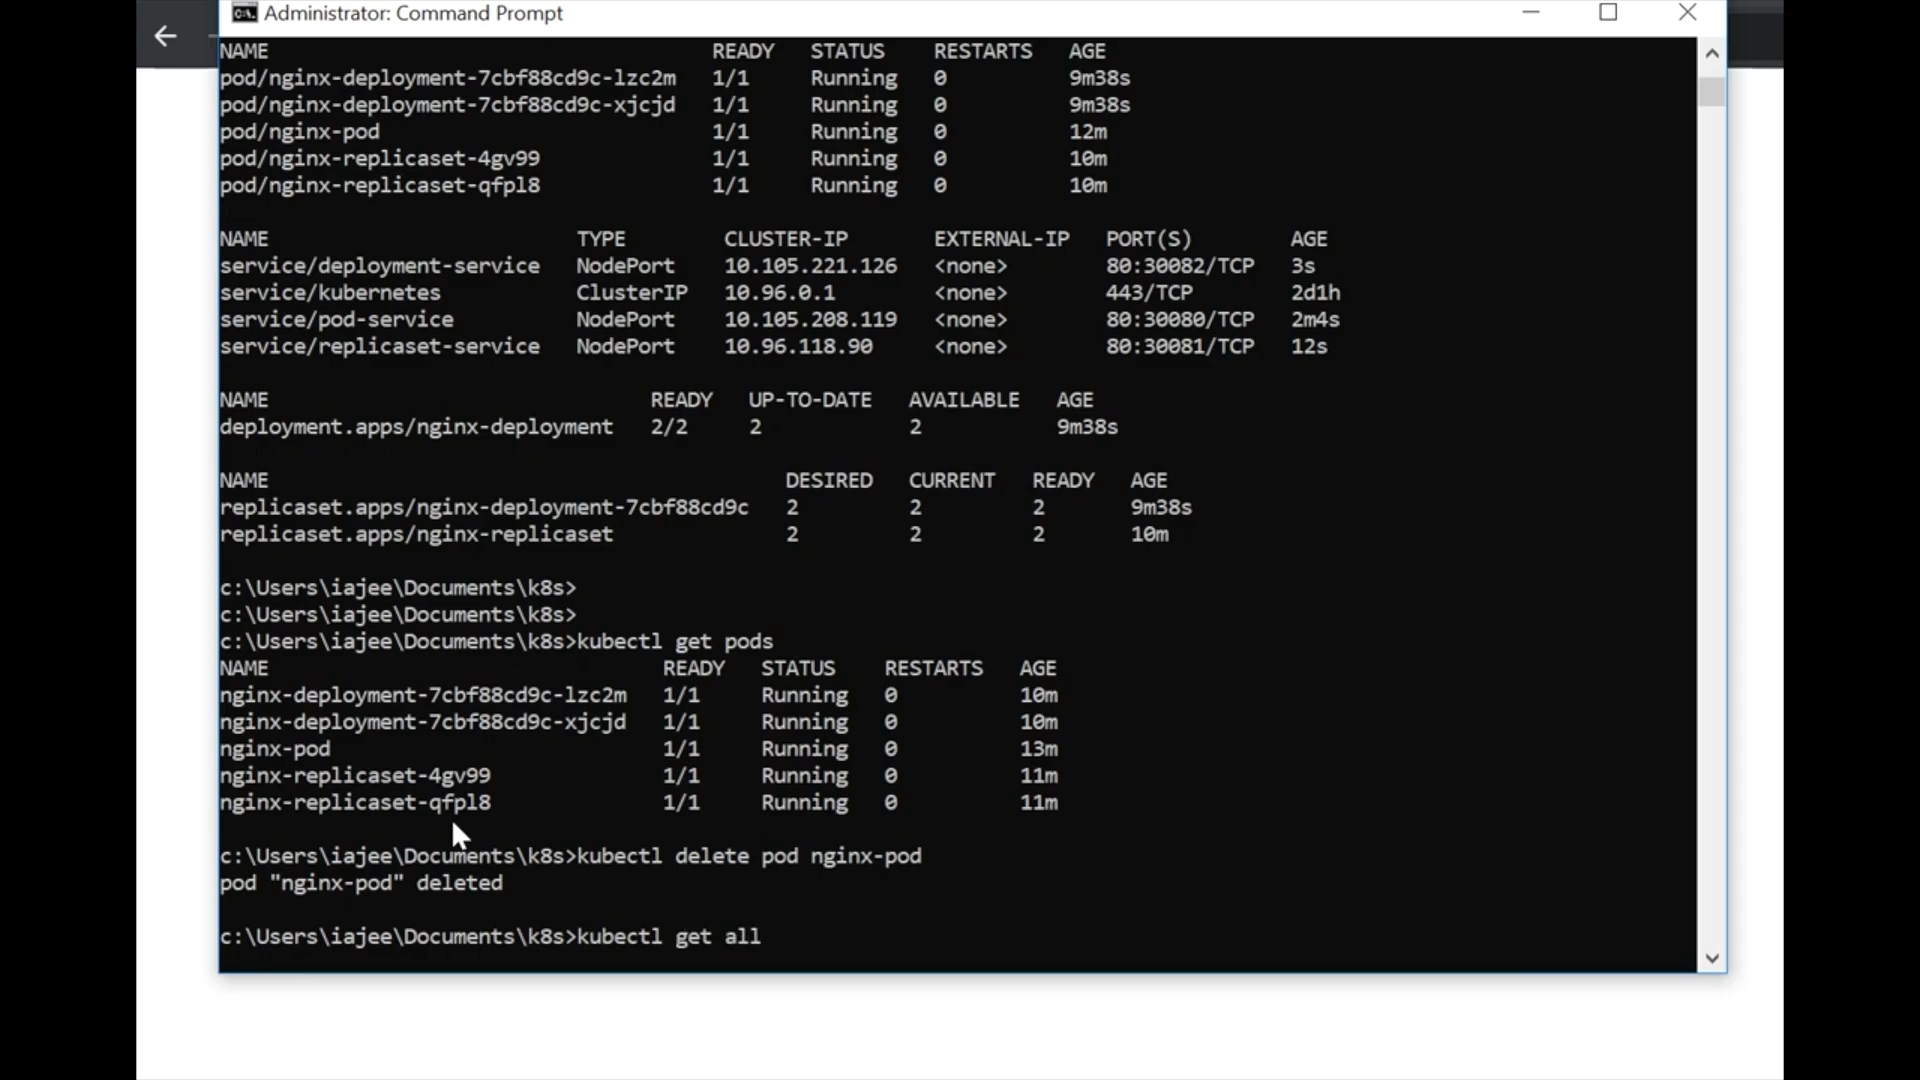 Administrator: Command Prompt
NAME READY STATUS RESTARTS AGE
pod/nginx-deployment-7cbf88cd9c-lzc2m 1/1 Running 0 9m38s
pod/nginx-deployment-7cbf88cd9c-xjcjd 1/1 Running 0 9m38s
pod/nginx-pod 1/1 Running 0 12m
pod/nginx-replicaset-4gv99 1/1 Running 0 10m
pod/nginx-replicaset-qfpl8 1/1 Running 0 10m
NAME TYPE CLUSTER-IP EXTERNAL-IP PORT(S) AGE
service/deployment-service NodePort 10.105.221.126 <none> 80:30082/TCP 3s
service/kubernetes ClusterIP 10.96.0.1 <none> 443/TCP 2d1h
service/pod-service NodePort 10.105.208.119 <none> 80:30080/TCP 2m4s
service/replicaset-service NodePort 10.96.118.90 <none> 80:30081/TCP 12s
NAME READY UP-TO-DATE AVAILABLE AGE
deployment.apps/nginx-deployment 2/2 2 2 9m38s
NAME DESIRED CURRENT READY AGE
replicaset.apps/nginx-deployment-7cbf88cd9c 2 2 2 9m38s
replicaset.apps/nginx-replicaset 2 2 2 10m
c:\Users\iajee\Documents\k8s>
c:\Users\iajee\Documents\k8s>
c:\Users\iajee\Documents\k8s>kubectl get pods
NAME READY STATUS RESTARTS AGE
nginx-deployment-7cbf88cd9c-lzc2m 1/1 Running 0 10m
nginx-deployment-7cbf88cd9c-xjcjd 1/1 Running 0 10m
nginx-pod 1/1 Running 0 13m
nginx-replicaset-4gv99 1/1 Running 0 11m
nginx-replicaset-qfpl8 1/1 Running 0 11m
c:\Users\iajee\Documents\k8s>kubectl delete pod nginx-pod
pod "nginx-pod" deleted
c:\Users\iajee\Documents\k8s>kubectl get all